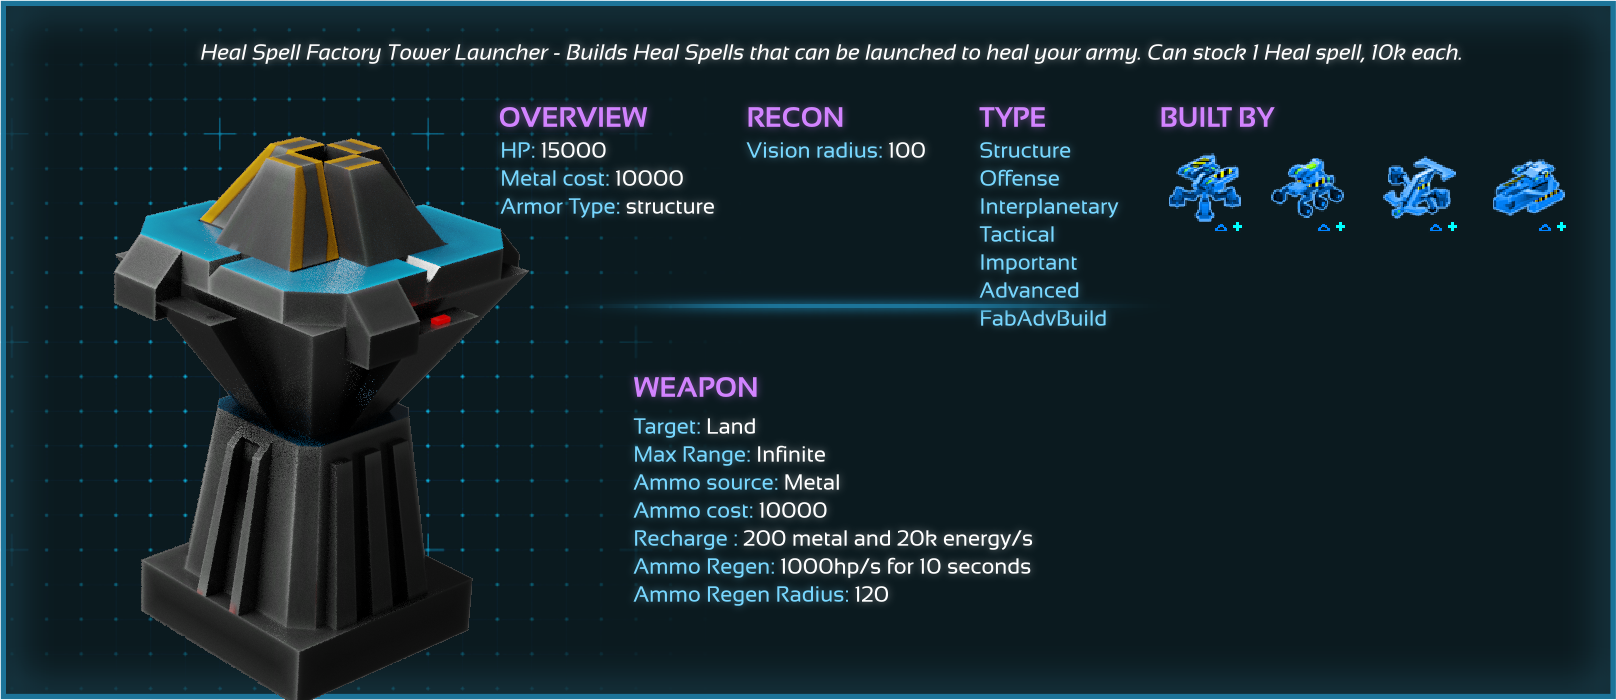 Heal Spell Factory Tower Launcher - Builds Heal Spells that can be launched to heal your army. Can stock 1 Heal spell, 10k each.
OVERVIEW
HP: 15000
Metal cost: 10000
Armor Type: structure
RECON
Vision radius: 100
TYPE
Structure
Offense
Interplanetary
Tactical
Important
Advanced
FabAdvBuild
BUILT BY
WEAPON
Target: Land
Max Range: Infinite
Ammo source: Metal
Ammo cost: 10000
Recharge : 200 metal and 20k energy/s
Ammo Regen: 1000hp/s for 10 seconds
Ammo Regen Radius: 120